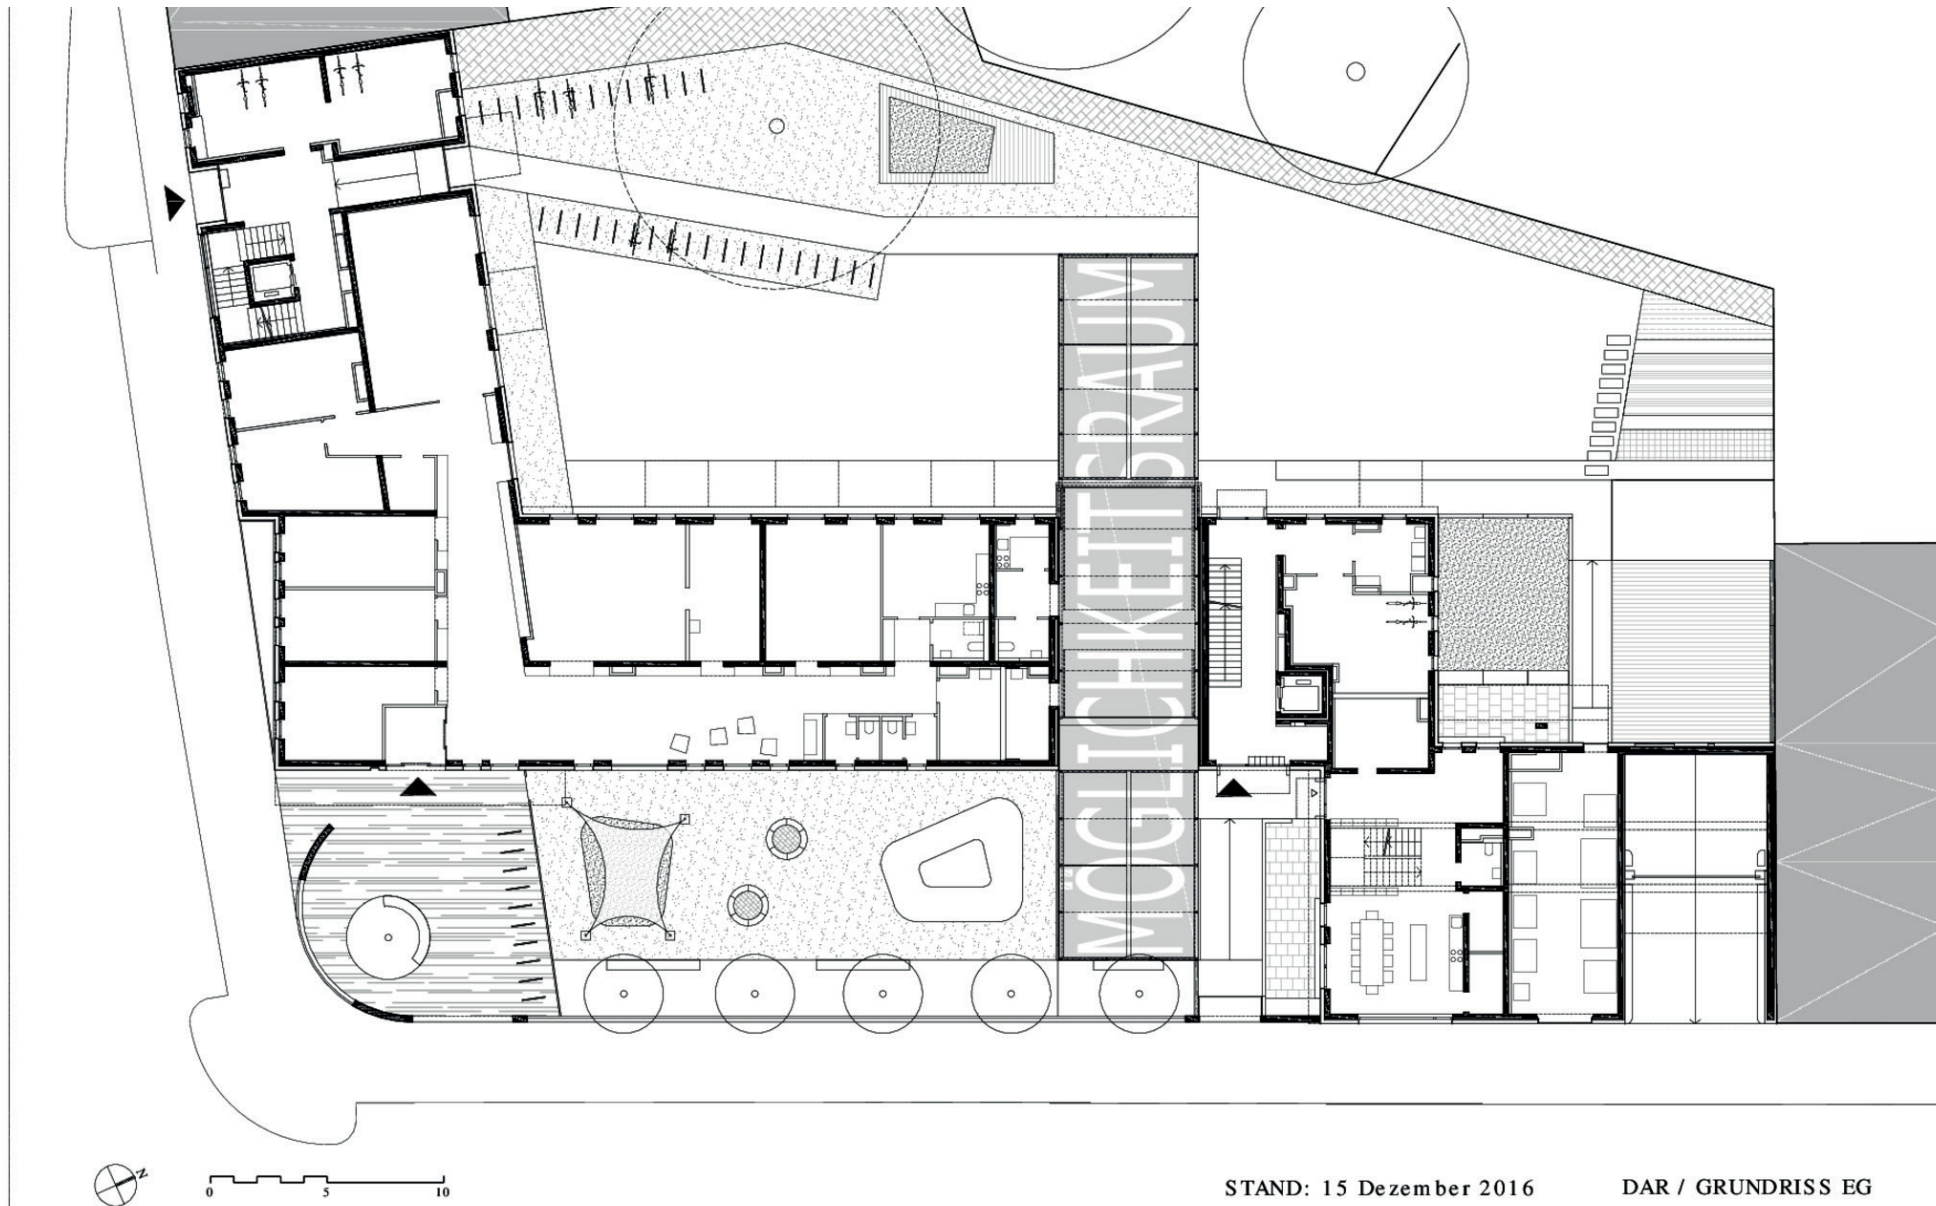 MÖGLICHKEITSRAUM
N
0 5 10
STAND: 15 Dezember 2016 DAR / GRUNDRISS EG